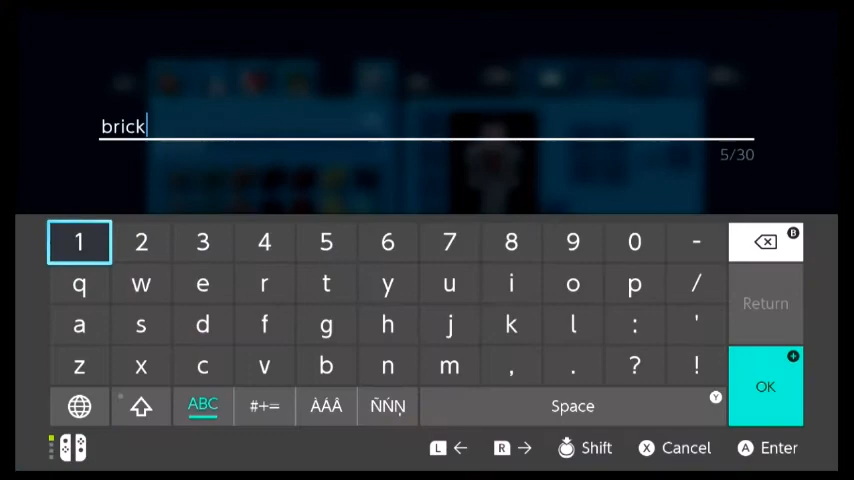 brick
5/30
1 2 3 4 5 6 7 8 9 0 - B
q w e r t y u i o p / Return
a s d f g h j k l : '
z x c v b n m , . ? ! OK +
ABC #+= ÀÁÂ ÑŃŅ Space Y
L ← R → Shift X Cancel A Enter